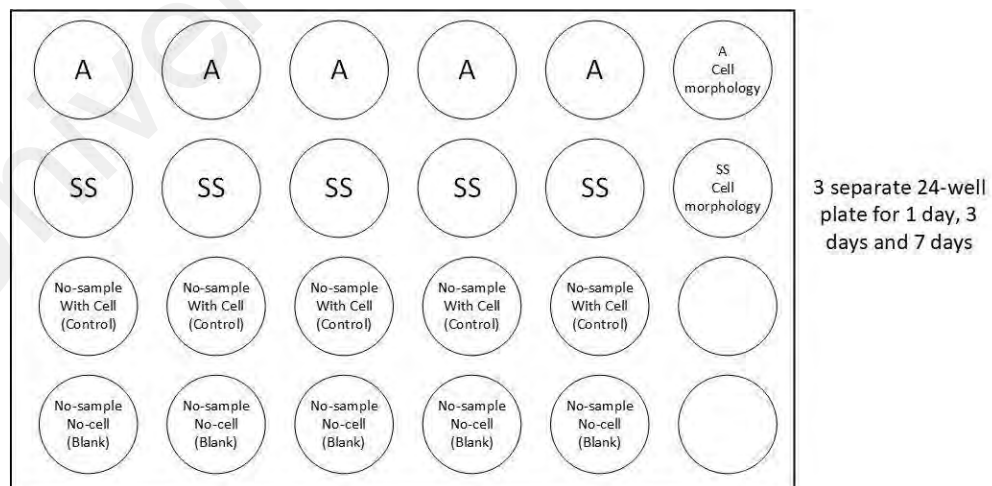 A A A A A A
Cell
morphology
SS SS SS SS SS SS
Cell
morphology
3 separate 24-well
plate for 1 day, 3
days and 7 days
No-sample No-sample No-sample No-sample No-sample
With Cell With Cell With Cell With Cell With Cell
(Control) (Control) (Control) (Control) (Control)
No-sample No-sample No-sample No-sample No-sample
No-cell No-cell No-cell No-cell No-cell
(Blank) (Blank) (Blank) (Blank) (Blank)